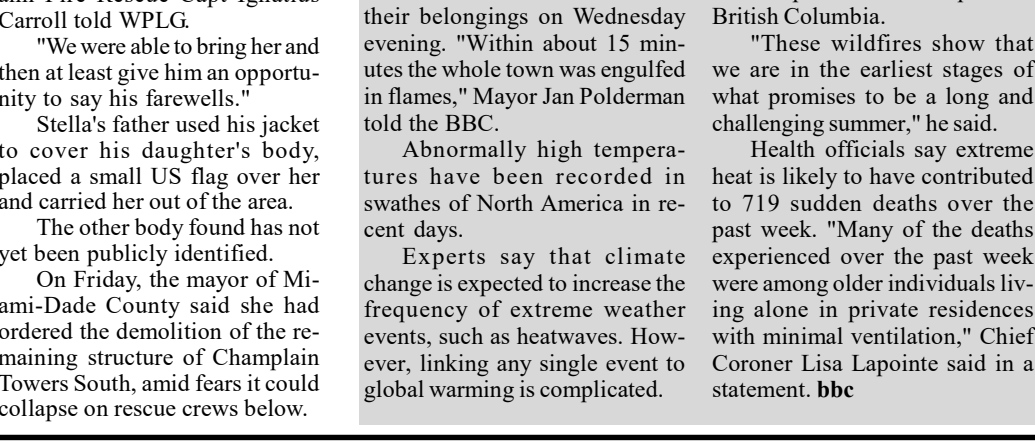 Carroll told WPLG.
"We were able to bring her and
then at least give him an opportu-
nity to say his farewells."
Stella's father used his jacket
to cover his daughter's body,
placed a small US flag over her
and carried her out of the area.
The other body found has not
yet been publicly identified.
On Friday, the mayor of Mi-
ami-Dade County said she had
ordered the demolition of the re-
maining structure of Champlain
Towers South, amid fears it could
collapse on rescue crews below.
their belongings on Wednesday
evening. "Within about 15 min-
utes the whole town was engulfed
in flames," Mayor Jan Polderman
told the BBC.
Abnormally high tempera-
tures have been recorded in
swathes of North America in re-
cent days.
Experts say that climate
change is expected to increase the
frequency of extreme weather
events, such as heatwaves. How-
ever, linking any single event to
global warming is complicated.
British Columbia.
"These wildfires show that
we are in the earliest stages of
what promises to be a long and
challenging summer," he said.
Health officials say extreme
heat is likely to have contributed
to 719 sudden deaths over the
past week. "Many of the deaths
experienced over the past week
were among older individuals liv-
ing alone in private residences
with minimal ventilation," Chief
Coroner Lisa Lapointe said in a
statement. bbc